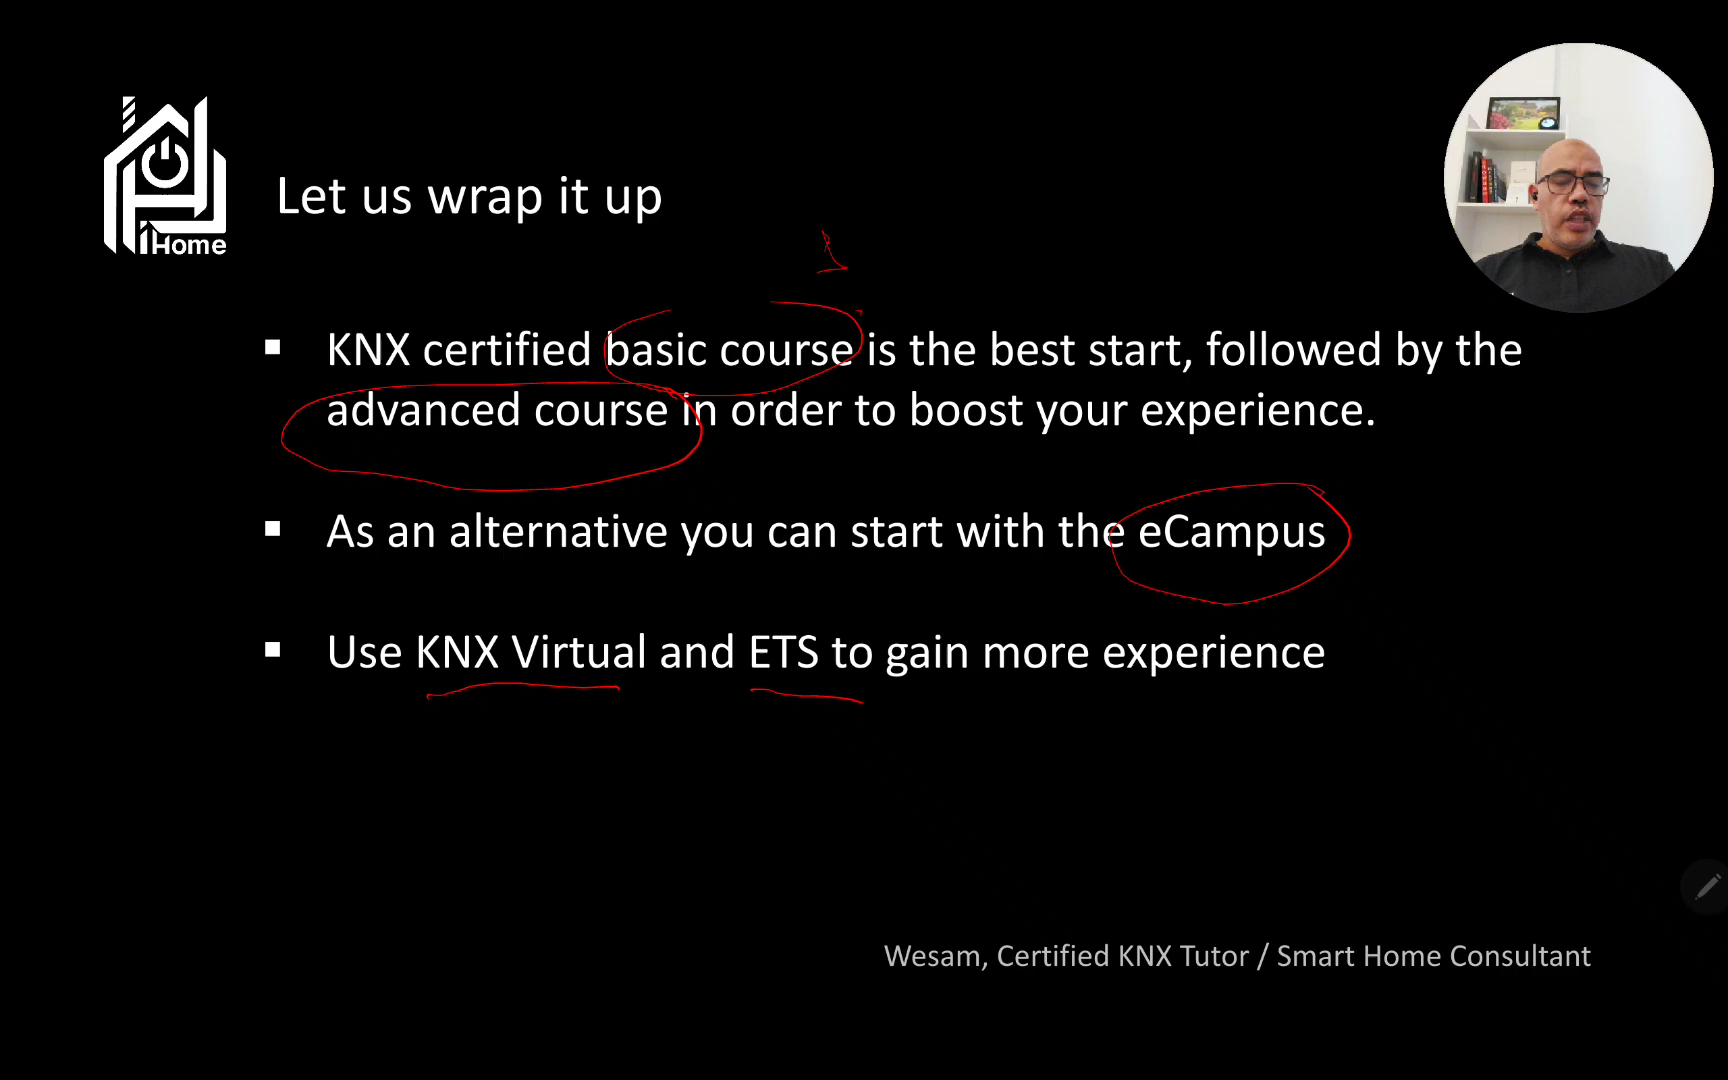 iHome
Let us wrap it up
KNX certified basic course is the best start, followed by the
advanced course in order to boost your experience.
As an alternative you can start with the eCampus
Use KNX Virtual and ETS to gain more experience
Wesam, Certified KNX Tutor / Smart Home Consultant